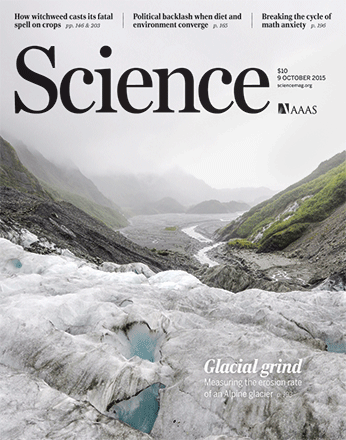 How witchweed casts its fatal
spell on crops pp. 146 & 203
Political backlash when diet and
environment converge p. 165
Breaking the cycle of
math anxiety p. 196
Science
$10
9 OCTOBER 2015
sciencemag.org
AAAS
Glacial grind
Measuring the erosion rate
of an Alpine glacier